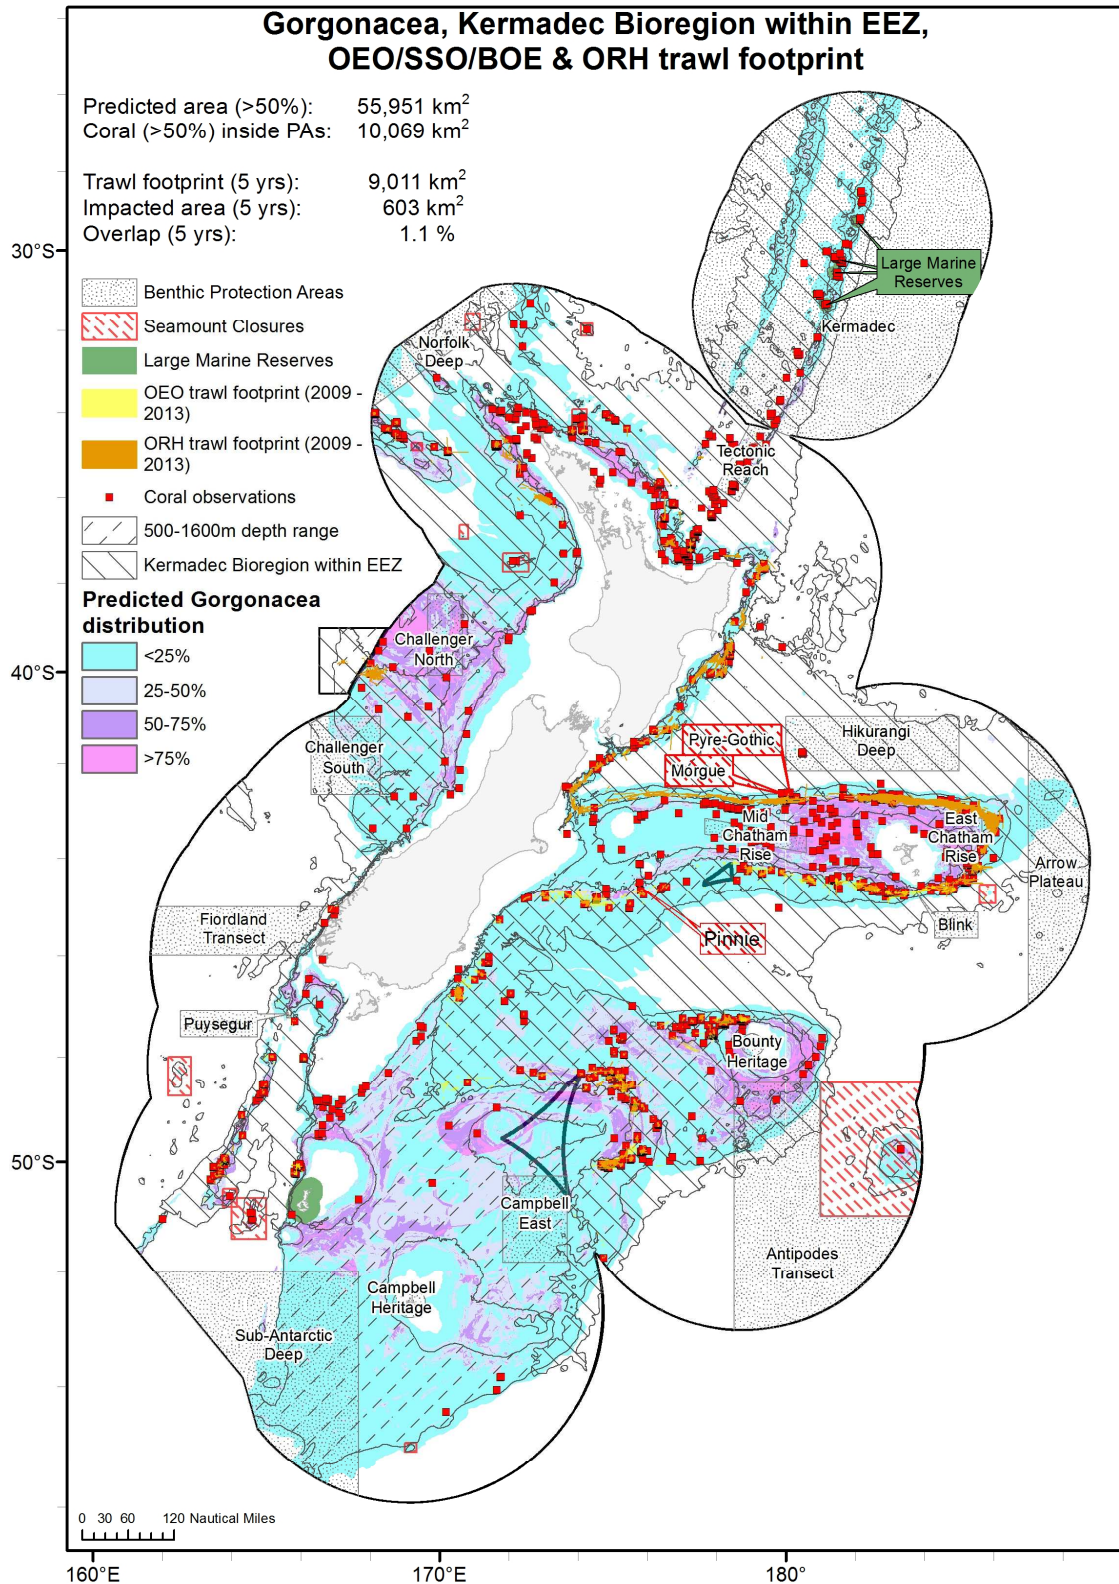 Gorgonacea, Kermadec Bioregion within EEZ,
OEO/SSO/BOE & ORH trawl footprint
Predicted area (>50%): 55,951 km²
Coral (>50%) inside PAs: 10,069 km²
Trawl footprint (5 yrs): 9,011 km²
Impacted area (5 yrs): 603 km²
Overlap (5 yrs): 1.1 %
Benthic Protection Areas
Seamount Closures
Large Marine Reserves
OEO trawl footprint (2009 -
2013)
ORH trawl footprint (2009 -
2013)
Coral observations
500-1600m depth range
Kermadec Bioregion within EEZ
Predicted Gorgonacea
distribution
<25%
25-50%
50-75%
>75%
30°S
40°S
50°S
Large Marine
Reserves
Kermadec
Norfolk
Deep
Tectonic
Reach
Challenger
North
Challenger
South
Pyre-Gothic
Morgue
Hikurangi
Deep
Mid
Chatham
Rise
East
Chatham
Rise
Arrow
Plateau
Blink
Pinnie
Fiordland
Transect
Puysegur
Bounty
Heritage
Campbell
East
Antipodes
Transect
Campbell
Heritage
Sub-Antarctic
Deep
0 30 60 120 Nautical Miles
160°E 170°E 180°